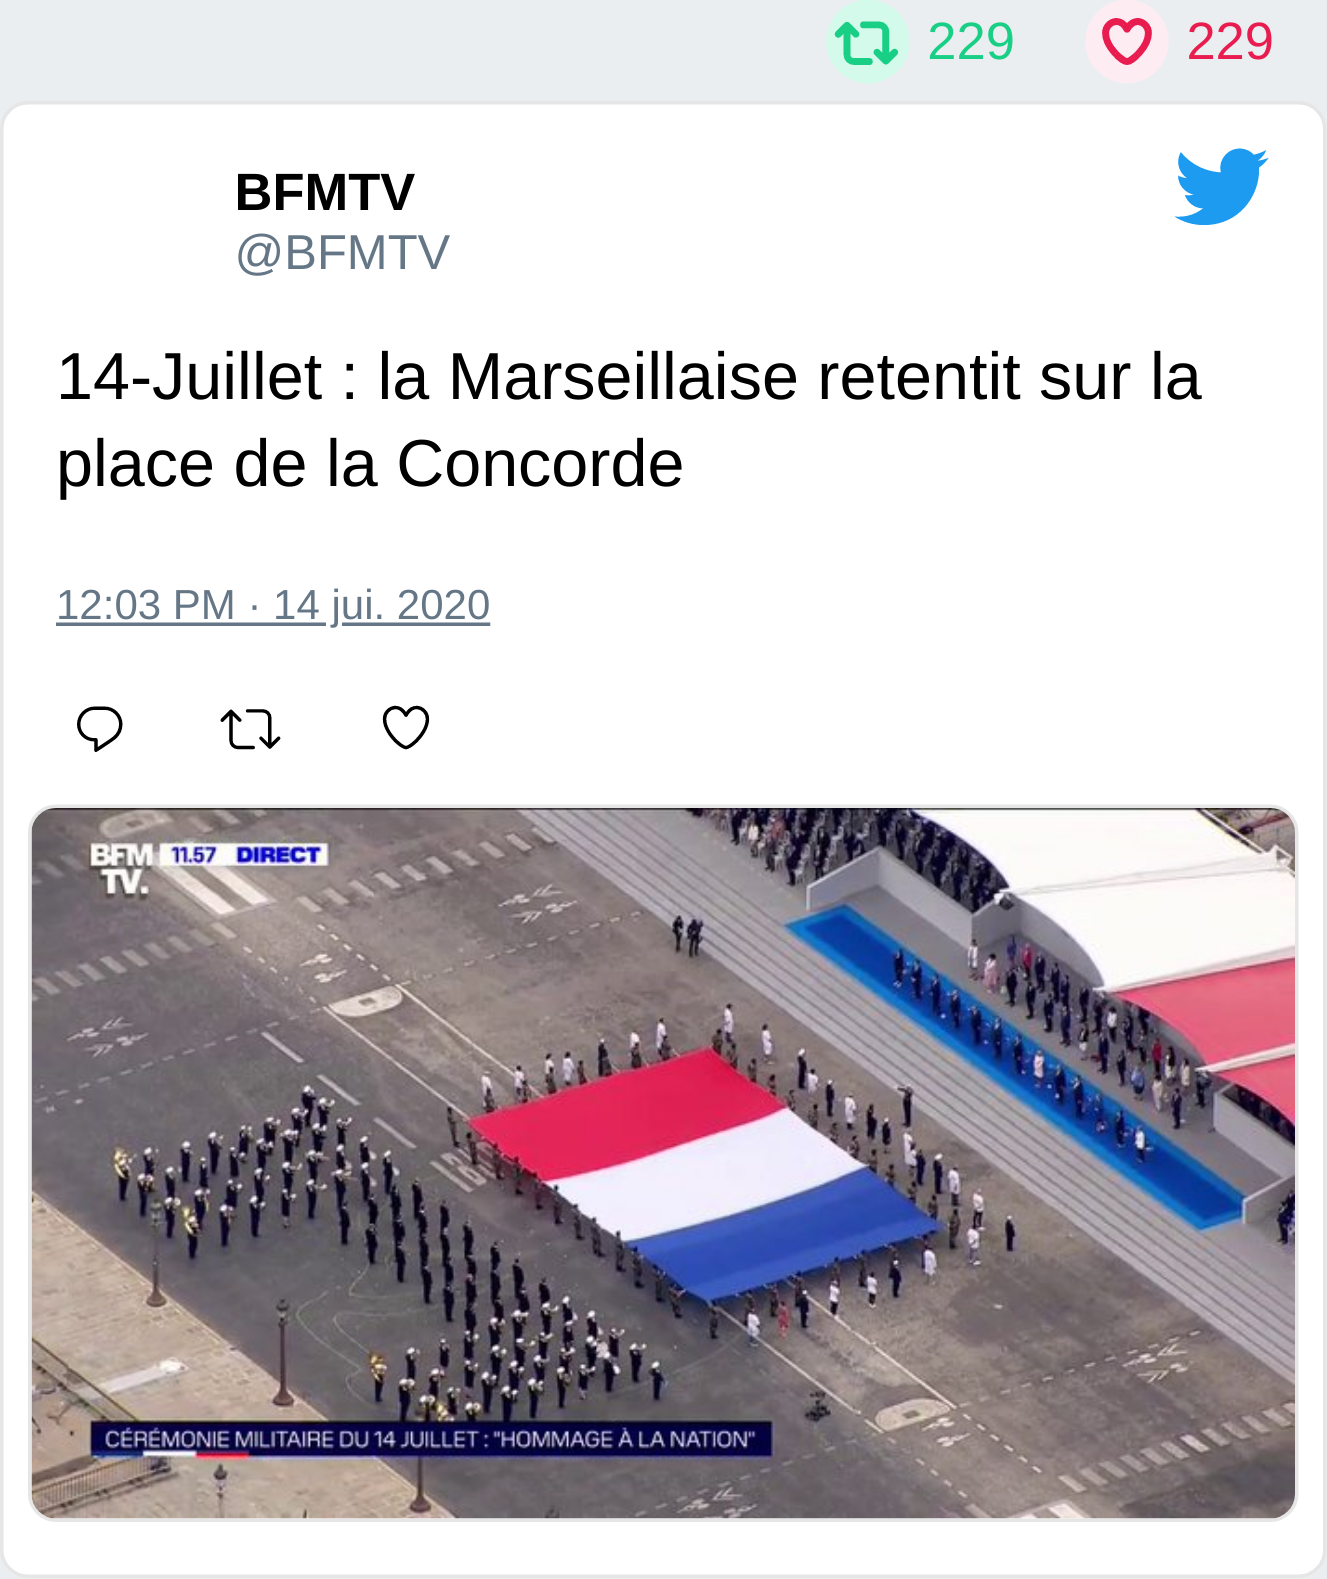 229 229
BFMTV
@BFMTV
14-Juillet : la Marseillaise retentit sur la
place de la Concorde
12:03 PM · 14 jui. 2020
BFM 11.57 DIRECT
TV.
CÉRÉMONIE MILITAIRE DU 14 JUILLET : "HOMMAGE À LA NATION"